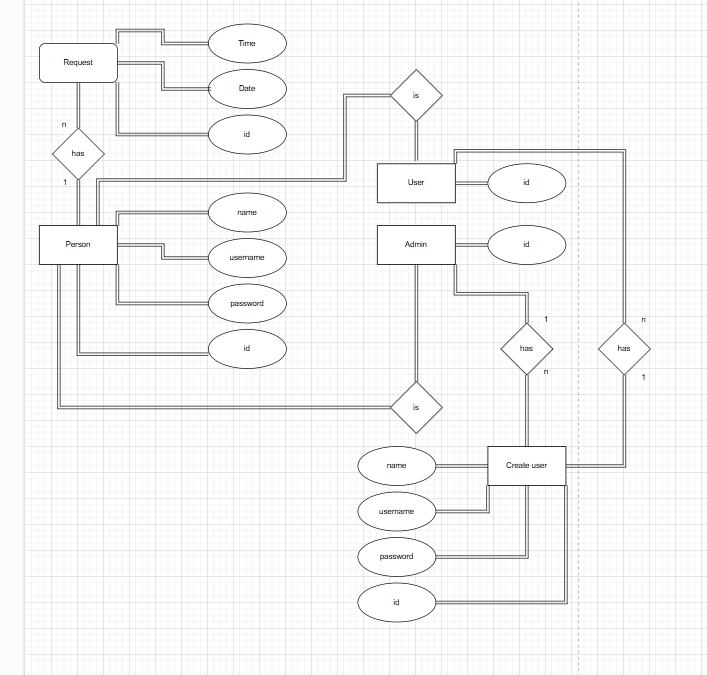 Time
Request
Date
is
n
id
has
1
User
id
name
Person
Admin
id
username
password
1
n
id
has
has
n
1
is
name
Create user
username
password
id